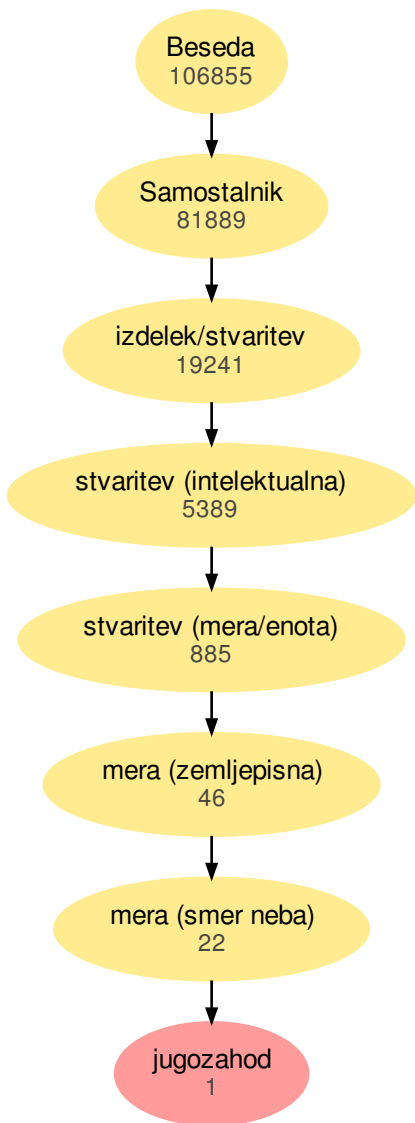 Beseda
106855
Samostalnik
81889
izdelek/stvaritev
19241
stvaritev (intelektualna)
5389
stvaritev (mera/enota)
885
mera (zemljepisna)
46
mera (smer neba)
22
jugozahod
1